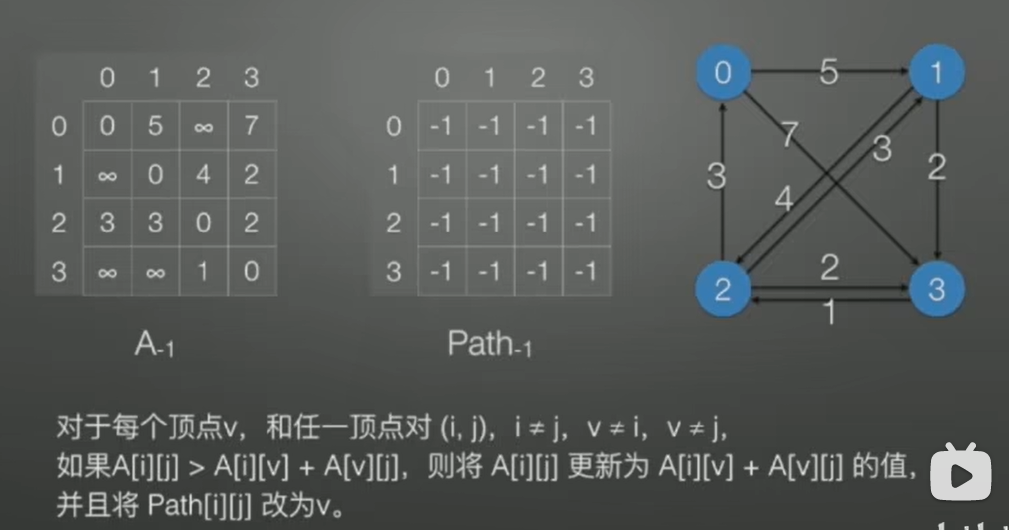 0 1 2 3
0 0 5 ∞ 7
1 ∞ 0 4 2
2 3 3 0 2
3 ∞ ∞ 1 0
A-1
0 1 2 3
0 -1 -1 -1 -1
1 -1 -1 -1 -1
2 -1 -1 -1 -1
3 -1 -1 -1 -1
Path-1
0 5 1
7
3
3 2
4
2
2 3
1
对于每个顶点v，和任一顶点对 (i, j)，i ≠ j，v ≠ i，v ≠ j，
如果A[i][j] > A[i][v] + A[v][j]，则将 A[i][j] 更新为 A[i][v] + A[v][j] 的值，
并且将 Path[i][j] 改为v。